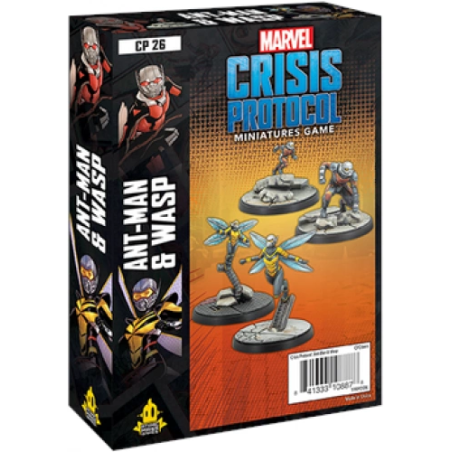 CP 26
ANT-MAN
& WASP
ANT-MAN
& WASP
MARVEL
CRISIS
PROTOCOL
MINIATURES GAME